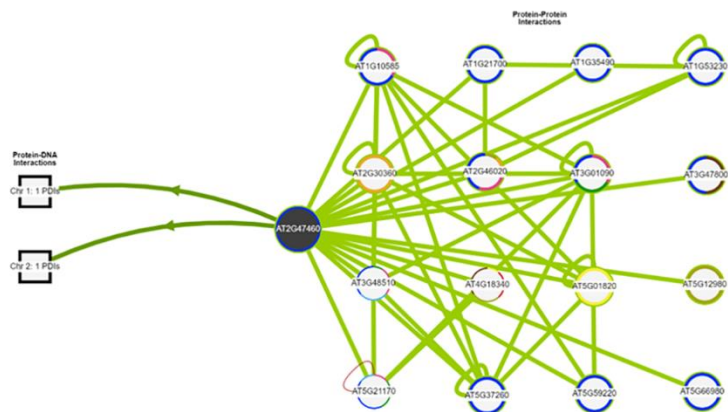 Protein-Protein
Interactions
AT1G10585
AT1G21700
AT1G35490
AT1G53230
Protein-DNA
Interactions
Chr 1: 1 PDIs
AT2G30360
AT2G46020
AT3G01090
AT3G47800
AT2G47460
Chr 2: 1 PDIs
AT3G48510
AT4G18340
AT5G01820
AT5G12980
AT5G21170
AT5G37260
AT5G59220
AT5G66980